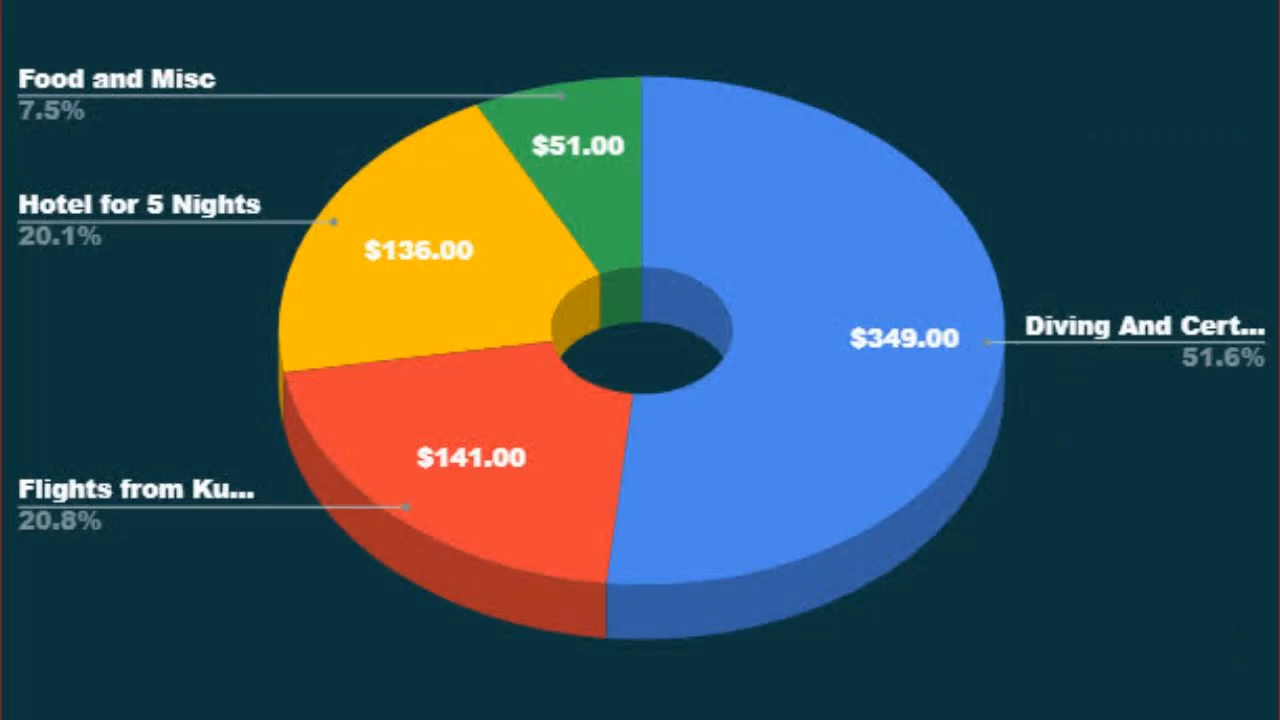 Food and Misc
7.5%
$51.00
Hotel for 5 Nights
20.1%
$136.00
$349.00
Diving And Cert...
51.6%
$141.00
Flights from Ku...
20.8%